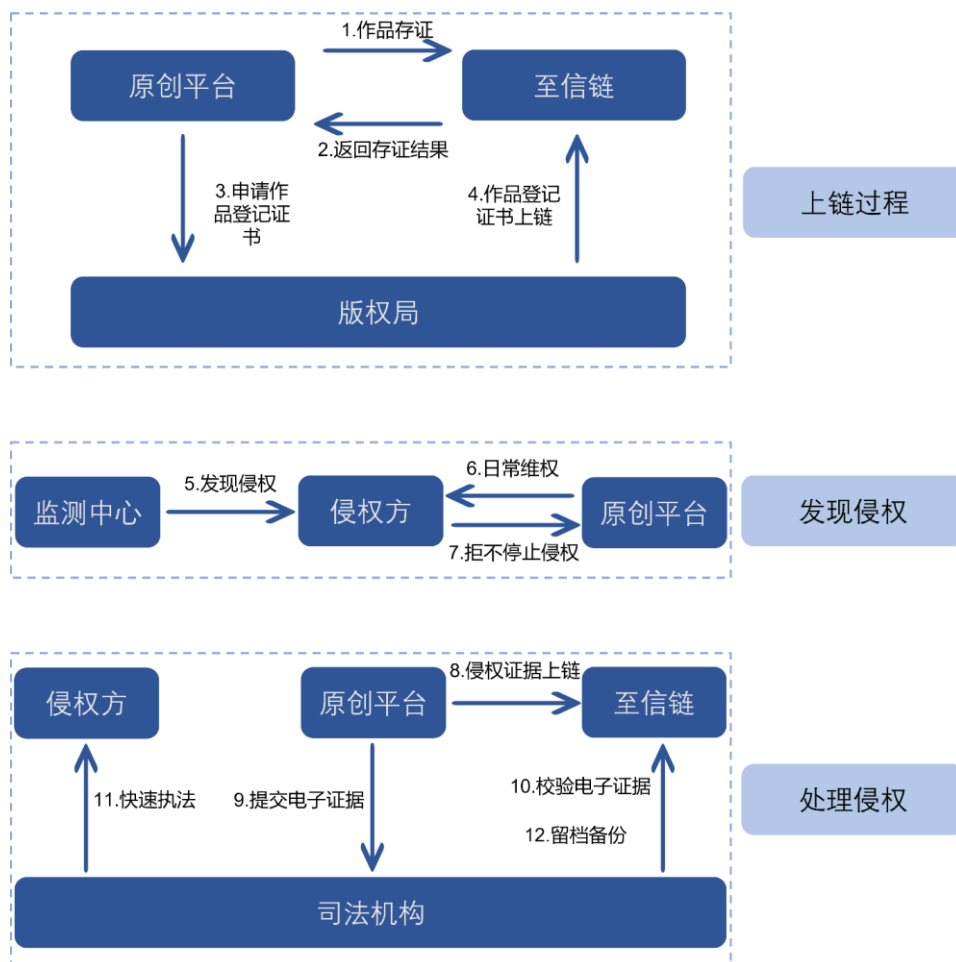 1.作品存证
原创平台
至信链
2.返回存证结果
3.申请作
品登记证
书
4.作品登记
证书上链
上链过程
版权局
监测中心
5.发现侵权
侵权方
6.日常维权
7.拒不停止侵权
原创平台
发现侵权
侵权方
原创平台
8.侵权证据上链
至信链
11.快速执法
9.提交电子证据
10.校验电子证据
12.留档备份
处理侵权
司法机构